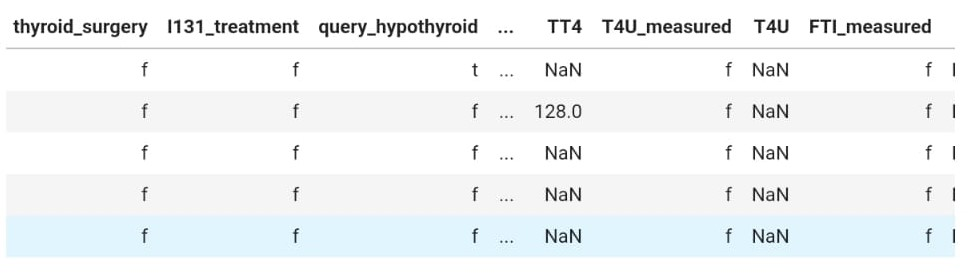 thyroid_surgery I131_treatment query_hypothyroid ... TT4 T4U_measured T4U FTI_measured
f f t ... NaN f NaN f
f f f ... 128.0 f NaN f
f f f ... NaN f NaN f
f f f ... NaN f NaN f
f f f ... NaN f NaN f